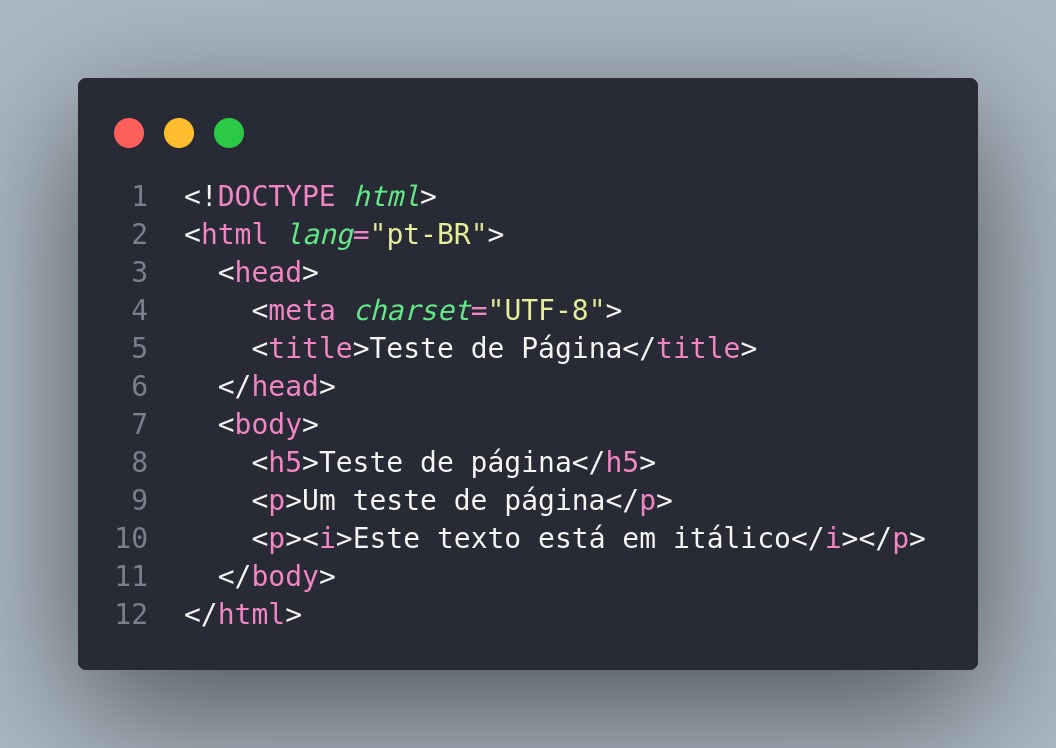 1 <!DOCTYPE html>
2 <html lang="pt-BR">
3   <head>
4     <meta charset="UTF-8">
5     <title>Teste de Página</title>
6   </head>
7   <body>
8     <h5>Teste de página</h5>
9     <p>Um teste de página</p>
10     <p><i>Este texto está em itálico</i></p>
11   </body>
12 </html>